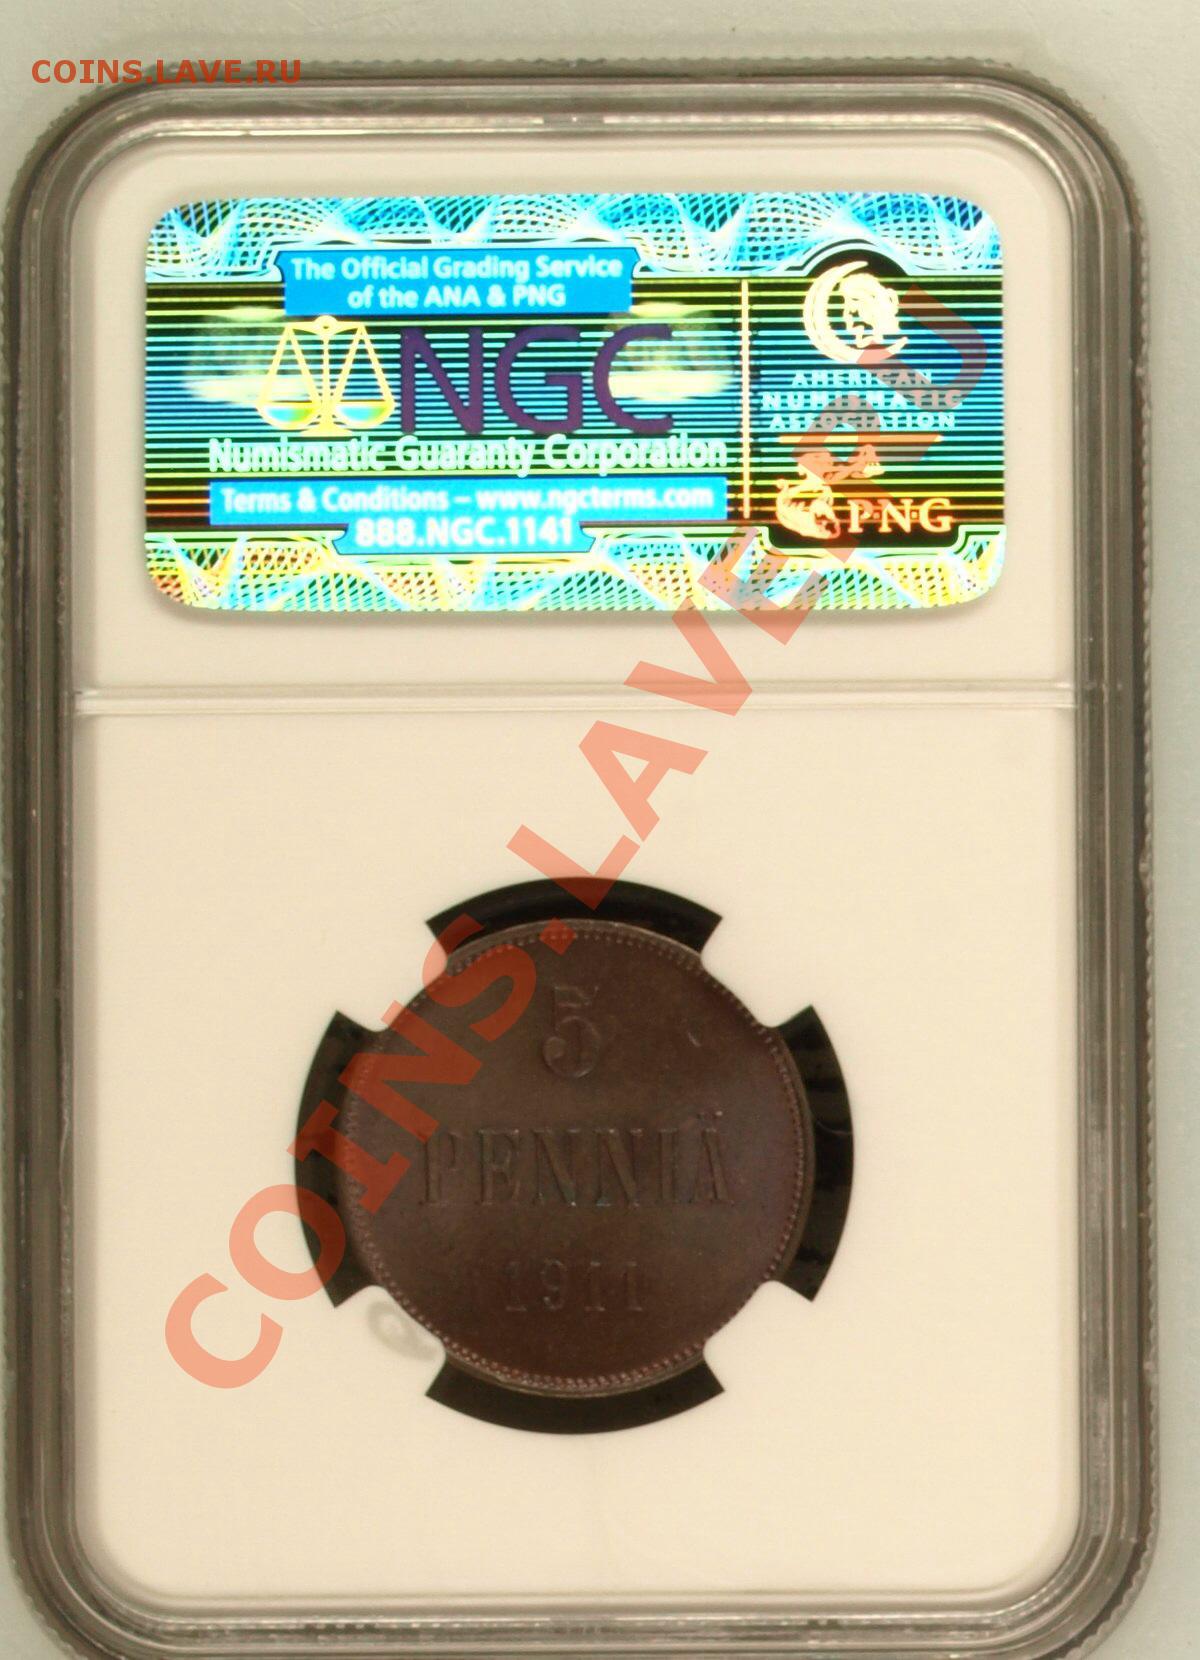 COINS.LAVE.RU
The Official Grading Service
of the ANA & PNG
NGC
Numismatic Guaranty Corporation
Terms & Conditions – www.ngcterms.com
888.NGC.1141
AMERICAN
NUMISMATIC
ASSOCIATION
P·N·G
COINS.LAVE.RU
5
PENNIÄ
1911